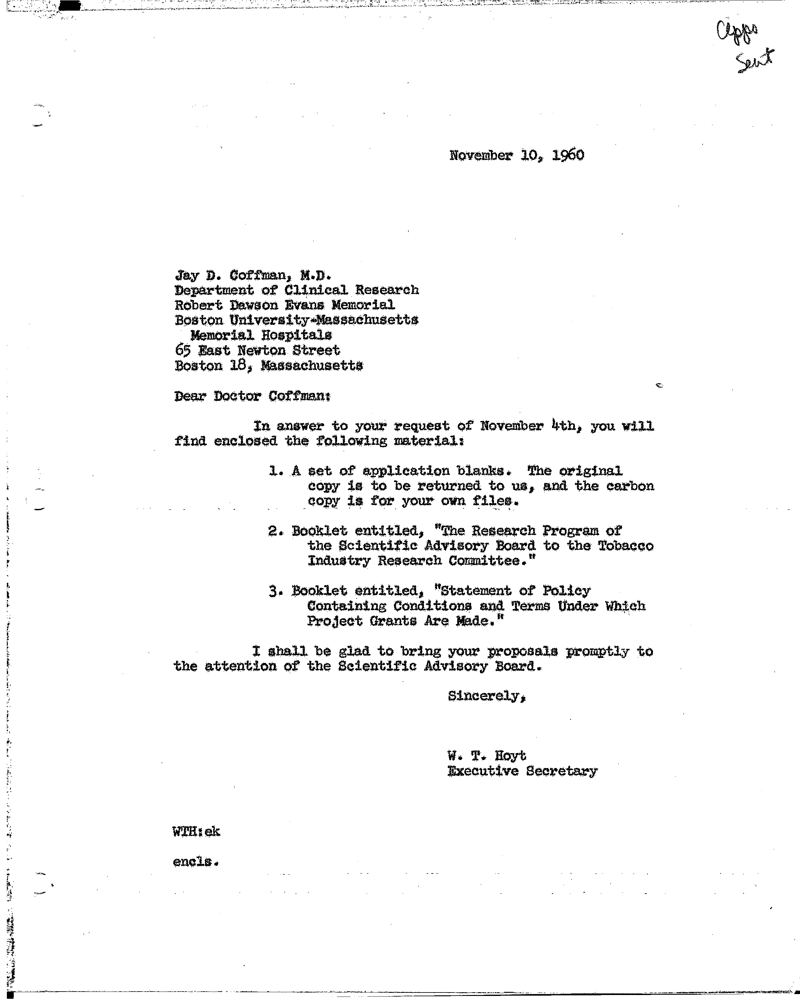 Apps
Sent
November 10, 1960
Jay D. Coffman, M.D.
Department of Clinical Research
Robert Dawson Evans Memorial
Boston University-Massachusetts
Memorial Hospitals
65 East Newton Street
Boston 18, Massachusetts
Dear Doctor Coffman:
In answer to your request of November 4th, you will
find enclosed the following material:
1. A set of application blanks. The original
copy is to be returned to us, and the carbon
copy is for your own files.
2. Booklet entitled, "The Research Program of
the Scientific Advisory Board to the Tobacco
Industry Research Committee."
3. Booklet entitled, "Statement of Policy
Containing Conditions and Terms Under Which
Project Grants Are Made."
I shall be glad to bring your proposals promptly to
the attention of the Scientific Advisory Board.
Sincerely,
W. T. Hoyt
Executive Secretary
WTH:ek
encls.